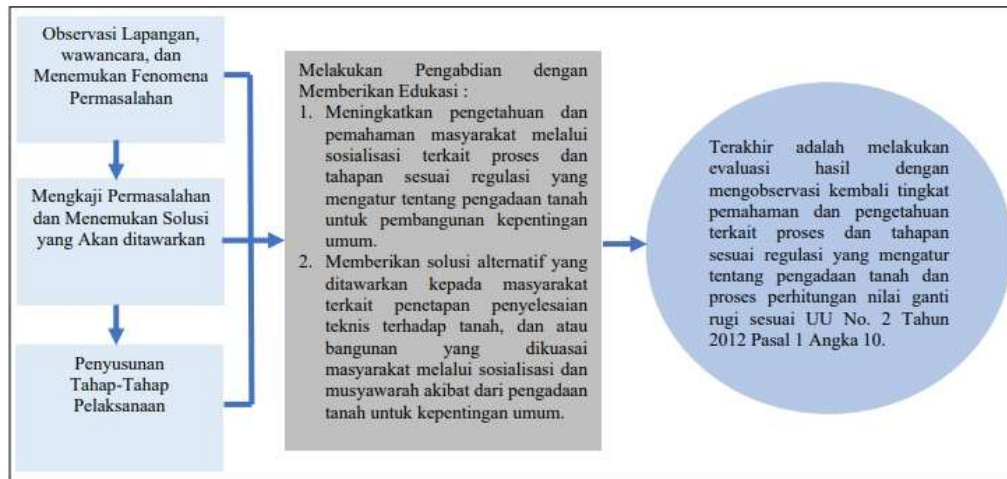 Observasi Lapangan,
wawancara, dan
Menemukan Fenomena
Permasalahan
Mengkaji Permasalahan
dan Menemukan Solusi
yang Akan ditawarkan
Penyusunan
Tahap-Tahap
Pelaksanaan
Melakukan Pengabdian dengan
Memberikan Edukasi :
1. Meningkatkan pengetahuan dan
pemahaman masyarakat melalui
sosialisasi terkait proses dan
tahapan sesuai regulasi yang
mengatur tentang pengadaan tanah
untuk pembangunan kepentingan
umum.
2. Memberikan solusi alternatif yang
ditawarkan kepada masyarakat
terkait penetapan penyelesaian
teknis terhadap tanah, dan atau
bangunan yang dikuasai
masyarakat melalui sosialisasi dan
musyawarah akibat dari pengadaan
tanah untuk kepentingan umum.
Terakhir adalah melakukan
evaluasi hasil dengan
mengobservasi kembali tingkat
pemahaman dan pengetahuan
terkait proses dan tahapan
sesuai regulasi yang mengatur
tentang pengadaan tanah dan
proses perhitungan nilai ganti
rugi sesuai UU No. 2 Tahun
2012 Pasal 1 Angka 10.